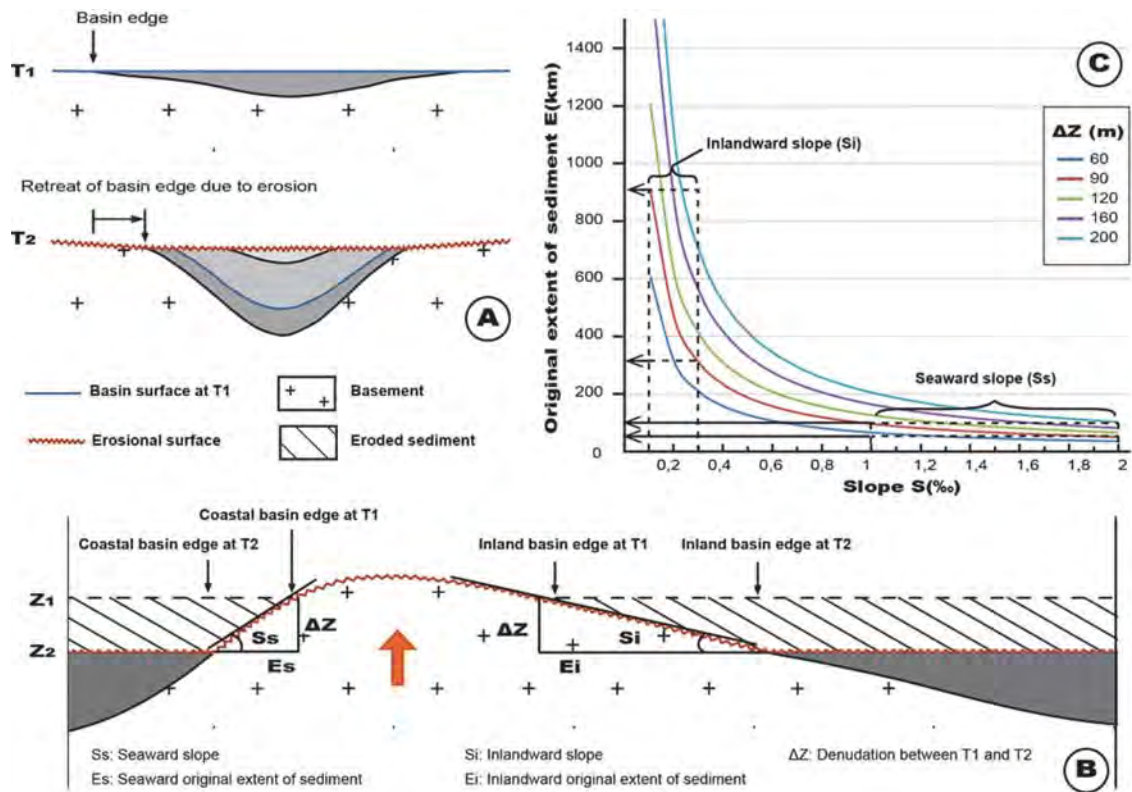 Basin edge
T1
Retreat of basin edge due to erosion
T2
A
Basin surface at T1
Basement
Erosional surface
Eroded sediment
C
Original extent of sediment E(km)
1400
1200
1000
800
600
400
200
0
0,2
0,4
0,6
0,8
1
1,2
1,4
1,6
1,8
2
Slope S(‰)
Inlandward slope (Si)
Seaward slope (Ss)
ΔZ (m)
60
90
120
160
200
Coastal basin edge at T1
Coastal basin edge at T2
Inland basin edge at T1
Inland basin edge at T2
Z1
Z2
Ss
ΔZ
Es
ΔZ
Si
Ei
Ss: Seaward slope
Si: Inlandward slope
ΔZ: Denudation between T1 and T2
Es: Seaward original extent of sediment
Ei: Inlandward original extent of sediment
B